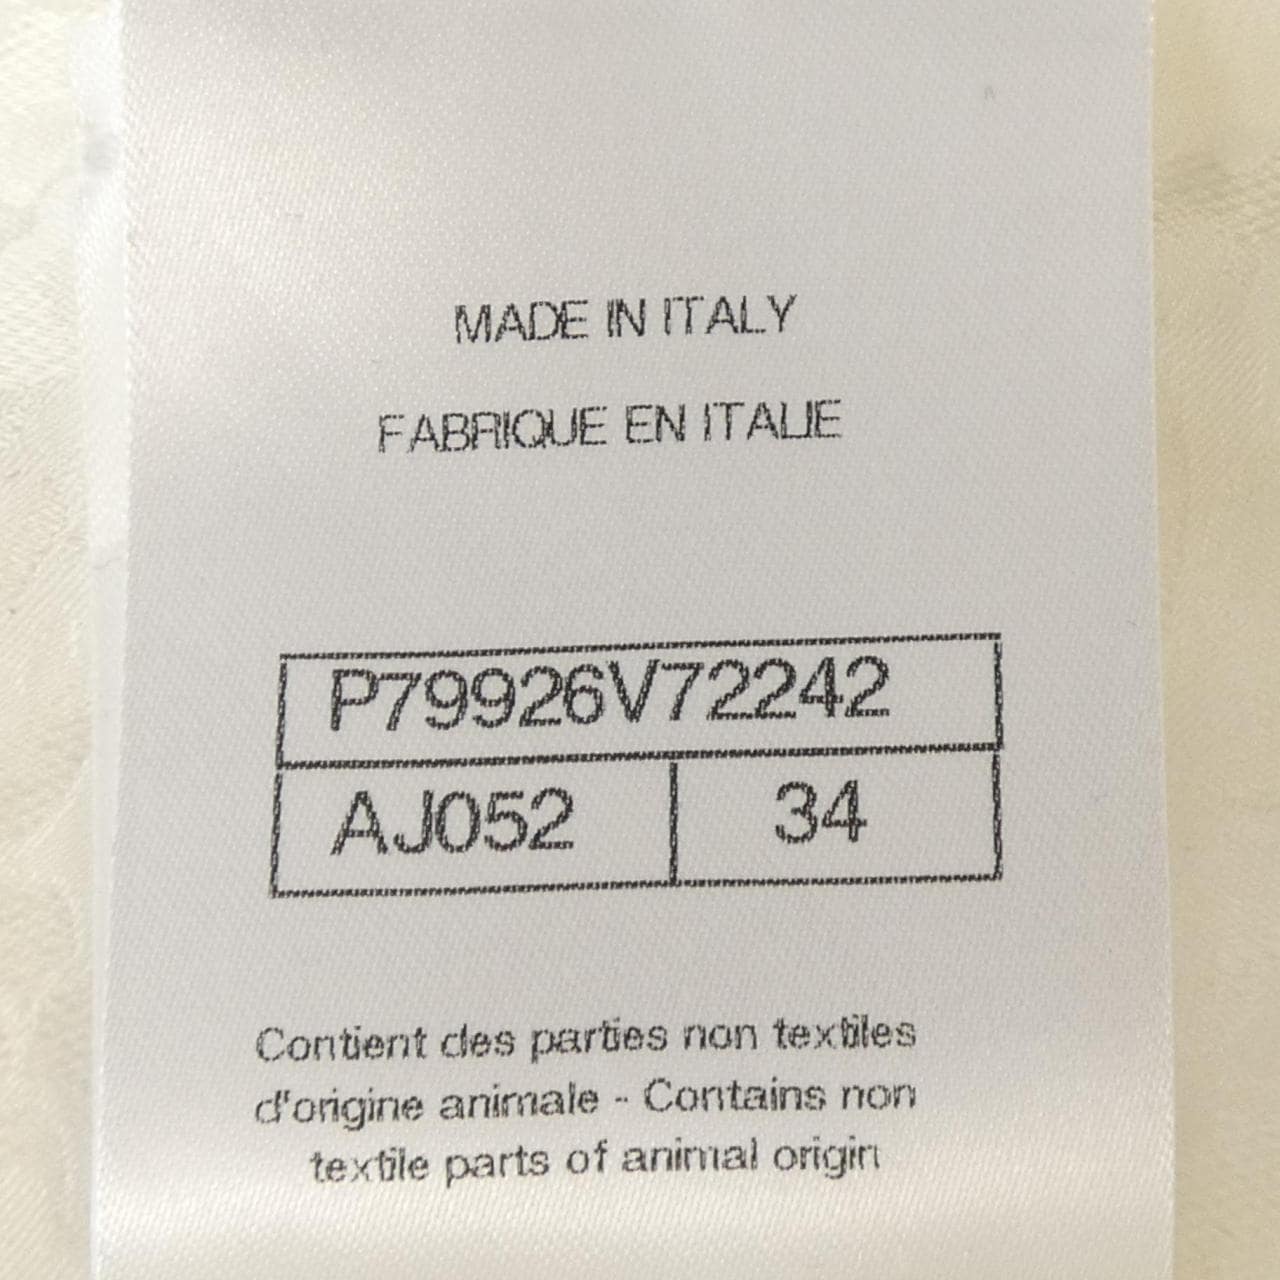 MADE IN ITALY
FABRIQUE EN ITALIE
P79926V72242
AJ052 34
Contient des parties non textiles
d'origine animale - Contains non
textile parts of animal origin